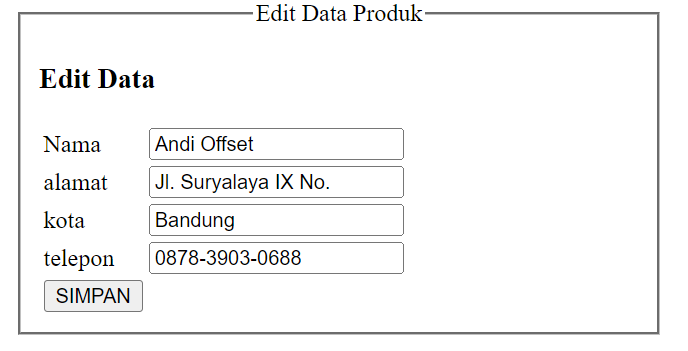 Edit Data Produk
Edit Data
Nama Andi Offset
alamat Jl. Suryalaya IX No.
kota Bandung
telepon 0878-3903-0688
SIMPAN